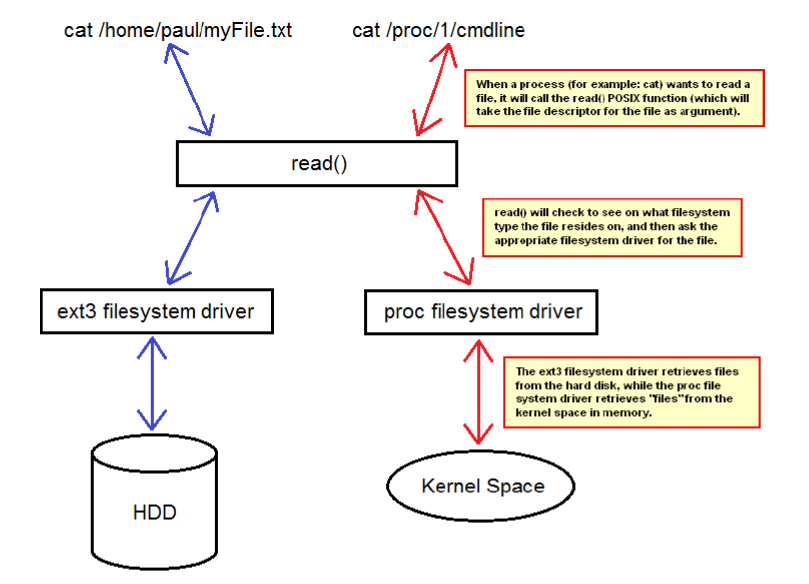 cat /home/paul/myFile.txt
cat /proc/1/cmdline
When a process (for example: cat) wants to read a
file, it will call the read() POSIX function (which will
take the file descriptor for the file as argument).
read()
read() will check to see on what filesystem
type the file resides on, and then ask the
appropriate filesystem driver for the file.
ext3 filesystem driver
proc filesystem driver
The ext3 filesystem driver retrieves files
from the hard disk, while the proc file
system driver retrieves "files"from the
kernel space in memory.
HDD
Kernel Space